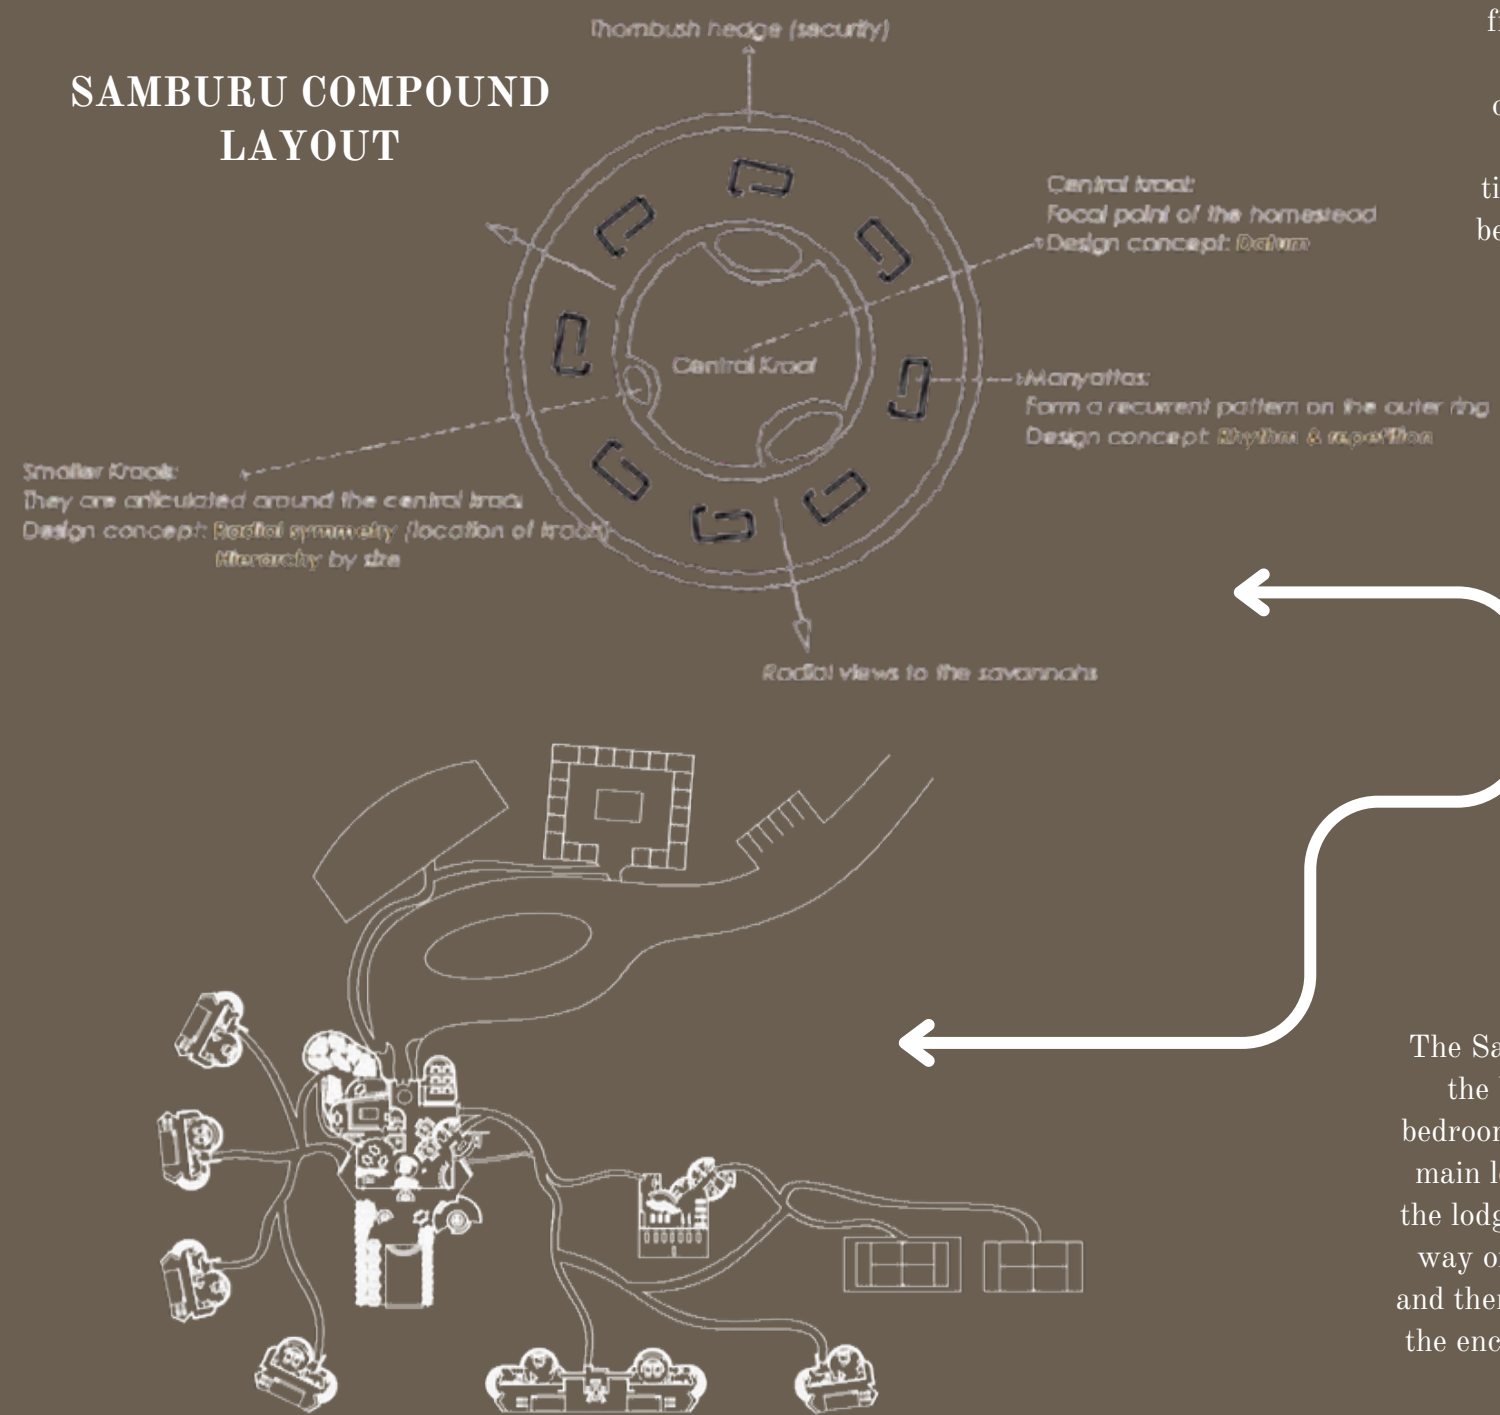 Thornbush hedge (security)
SAMBURU COMPOUND
LAYOUT
Central kraal:
Focal point of the homestead
Design concept: Datum
Central Kraal
Manyattas:
Form a recurrent pattern on the outer ring
Design concept: Rhythm & repetition
Smaller Kraals:
They are articulated around the central kraal
Design concept: Radial symmetry (location of kraals)
Hierarchy by size
Radial views to the savannahs
be
The Sa
the
bedroom
main l
the lodg
way o
and ther
the enc